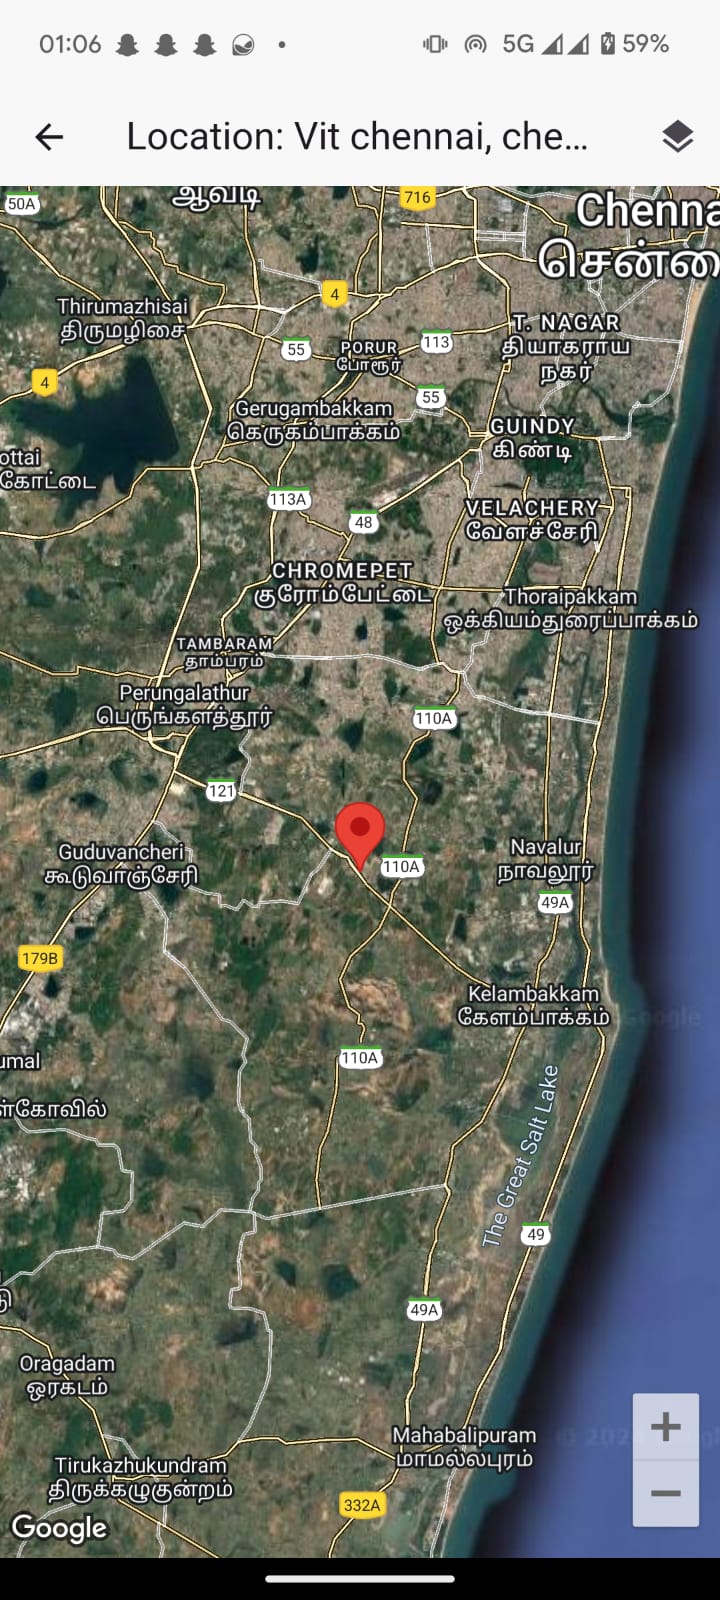 01:06
5G 59%
Location: Vit chennai, che...
50A
ஆவடி
716
Chenna
சென்னை
Thirumazhisai
திருமழிசை
4
55
PORUR
போரூர்
113
T. NAGAR
தியாகராய
நகர்
4
55
Gerugambakkam
கெருகம்பாக்கம்
GUINDY
கிண்டி
ottai
கோட்டை
113A
48
VELACHERY
வேளச்சேரி
CHROMEPET
குரோம்பேட்டை
Thoraipakkam
ஒக்கியம்துரைப்பாக்கம்
TAMBARAM
தாம்பரம்
Perungalathur
பெருங்களத்தூர்
110A
121
Guduvancheri
கூடுவாஞ்சேரி
110A
Navalur
நாவலூர்
49A
179B
Kelambakkam
கேளம்பாக்கம்
Google
umal
ள்கோவில்
110A
The Great Salt Lake
49
49A
Oragadam
ஒரகடம்
Mahabalipuram
மாமல்லபுரம்
Tirukazhukundram
திருக்கழுகுன்றம்
332A
Google